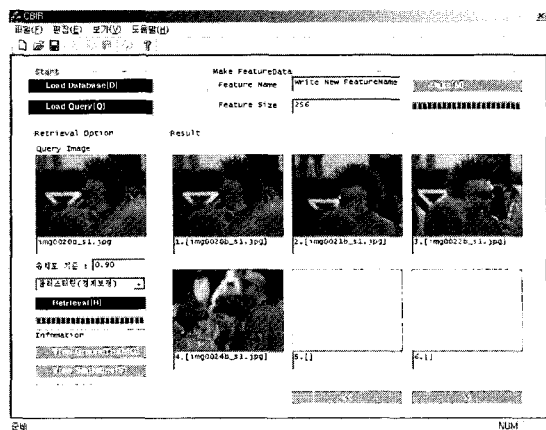 CBIR
파일(F) 편집(E) 보기(V) 도움말(H)
Start
Make FeatureData
Load Database[D]
Feature Name
Write New FeatureName
Load Query[Q]
Feature Size
256
Retrieval Option
Result
Query Image
img0020b_s1.jpg
1.[img0020b_s1.jpg]
2.[img0021b_s1.jpg]
3.[img0022b_s1.jpg]
유사도 기준 : 0.90
Retrieval[R]
4.[img0024b_s1.jpg]
5.[]
6.[]
준비
NUM